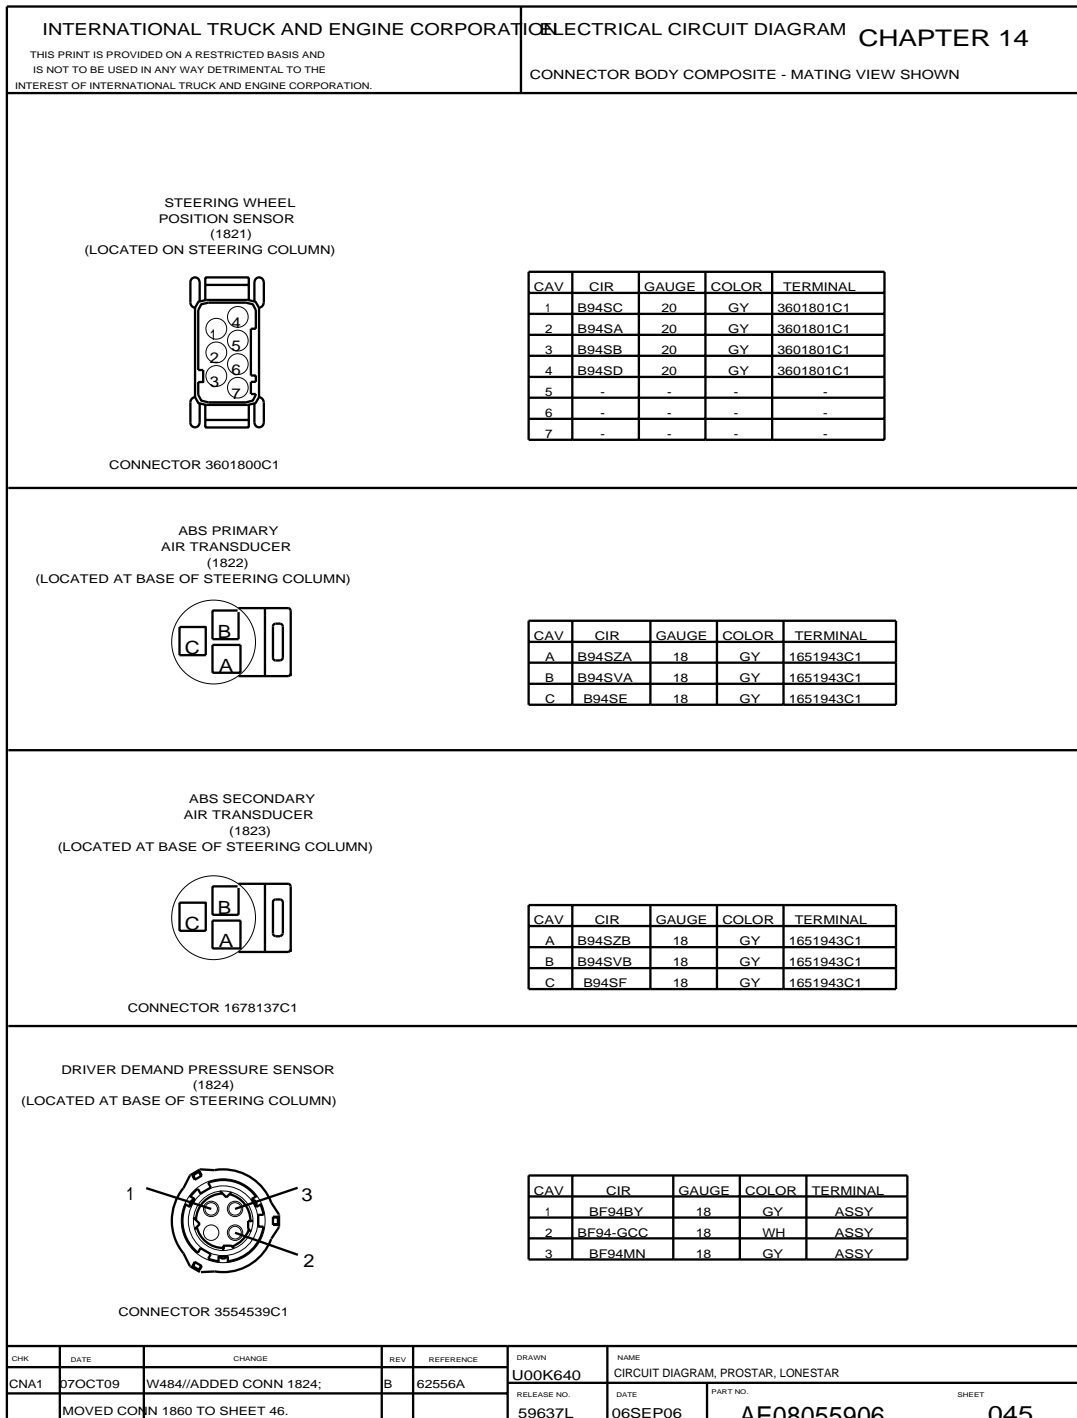 INTERNATIONAL TRUCK AND ENGINE CORPORATION
THIS PRINT IS PROVIDED ON A RESTRICTED BASIS AND
IS NOT TO BE USED IN ANY WAY DETRIMENTAL TO THE
INTEREST OF INTERNATIONAL TRUCK AND ENGINE CORPORATION.
ELECTRICAL CIRCUIT DIAGRAM CHAPTER 14
CONNECTOR BODY COMPOSITE - MATING VIEW SHOWN
STEERING WHEEL
POSITION SENSOR
(1821)
(LOCATED ON STEERING COLUMN)
1
2
3
4
5
6
7
CONNECTOR 3601800C1
CAV CIR GAUGE COLOR TERMINAL
1 B94SC 20 GY 3601801C1
2 B94SA 20 GY 3601801C1
3 B94SB 20 GY 3601801C1
4 B94SD 20 GY 3601801C1
5 - - - -
6 - - - -
7 - - - -
ABS PRIMARY
AIR TRANSDUCER
(1822)
(LOCATED AT BASE OF STEERING COLUMN)
B
C
A
CAV CIR GAUGE COLOR TERMINAL
A B94SZA 18 GY 1651943C1
B B94SVA 18 GY 1651943C1
C B94SE 18 GY 1651943C1
ABS SECONDARY
AIR TRANSDUCER
(1823)
(LOCATED AT BASE OF STEERING COLUMN)
B
C
A
CONNECTOR 1678137C1
CAV CIR GAUGE COLOR TERMINAL
A B94SZB 18 GY 1651943C1
B B94SVB 18 GY 1651943C1
C B94SF 18 GY 1651943C1
DRIVER DEMAND PRESSURE SENSOR
(1824)
(LOCATED AT BASE OF STEERING COLUMN)
1
3
2
CONNECTOR 3554539C1
CAV CIR GAUGE COLOR TERMINAL
1 BF94BY 18 GY ASSY
2 BF94-GCC 18 WH ASSY
3 BF94MN 18 GY ASSY
CHK DATE CHANGE REV REFERENCE
CNA1 07OCT09 W484//ADDED CONN 1824; B 62556A
MOVED CONN 1860 TO SHEET 46.
DRAWN
U00K640
NAME
CIRCUIT DIAGRAM, PROSTAR, LONESTAR
RELEASE NO.
59637L
DATE
06SEP06
PART NO.
AE08055906
SHEET
045